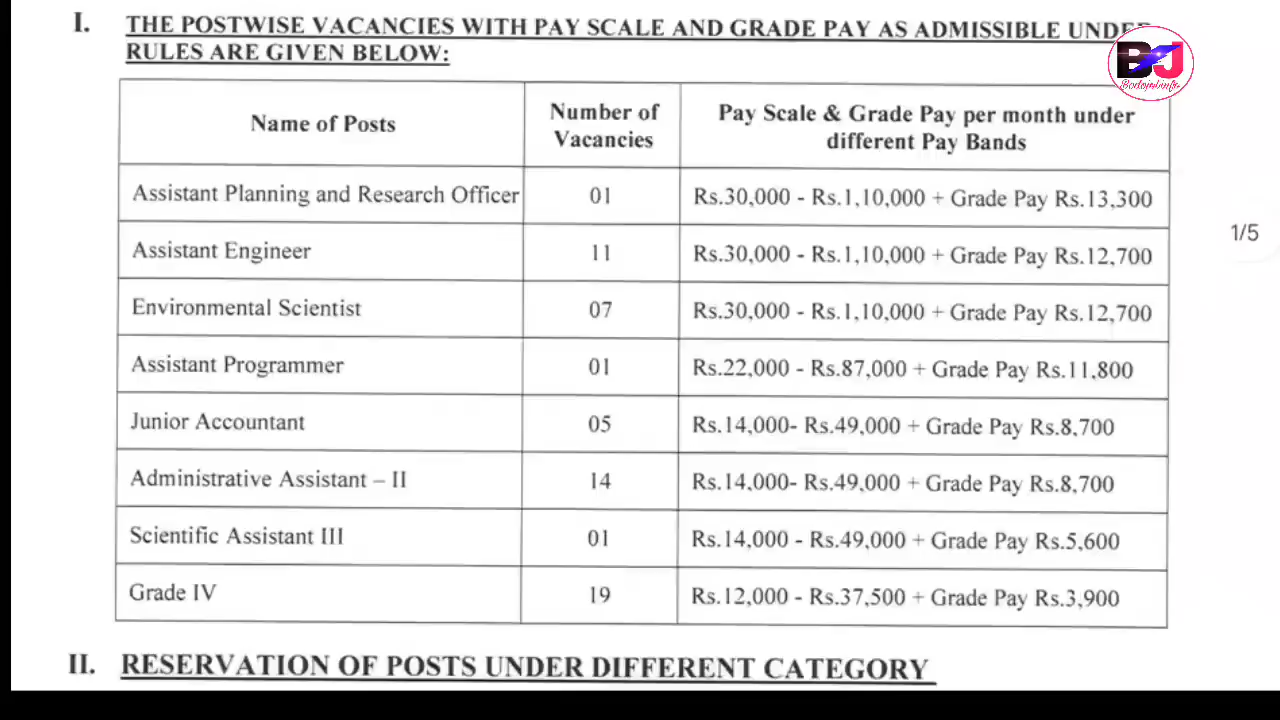 I. THE POSTWISE VACANCIES WITH PAY SCALE AND GRADE PAY AS ADMISSIBLE UNDER
RULES ARE GIVEN BELOW:
BJ
Bodojobinfo
Name of Posts
Number of
Vacancies
Pay Scale & Grade Pay per month under
different Pay Bands
Assistant Planning and Research Officer 01 Rs.30,000 - Rs.1,10,000 + Grade Pay Rs.13,300
1/5
Assistant Engineer 11 Rs.30,000 - Rs.1,10,000 + Grade Pay Rs.12,700
Environmental Scientist 07 Rs.30,000 - Rs.1,10,000 + Grade Pay Rs.12,700
Assistant Programmer 01 Rs.22,000 - Rs.87,000 + Grade Pay Rs.11,800
Junior Accountant 05 Rs.14,000- Rs.49,000 + Grade Pay Rs.8,700
Administrative Assistant – II 14 Rs.14,000- Rs.49,000 + Grade Pay Rs.8,700
Scientific Assistant III 01 Rs.14,000 - Rs.49,000 + Grade Pay Rs.5,600
Grade IV 19 Rs.12,000 - Rs.37,500 + Grade Pay Rs.3,900
II. RESERVATION OF POSTS UNDER DIFFERENT CATEGORY